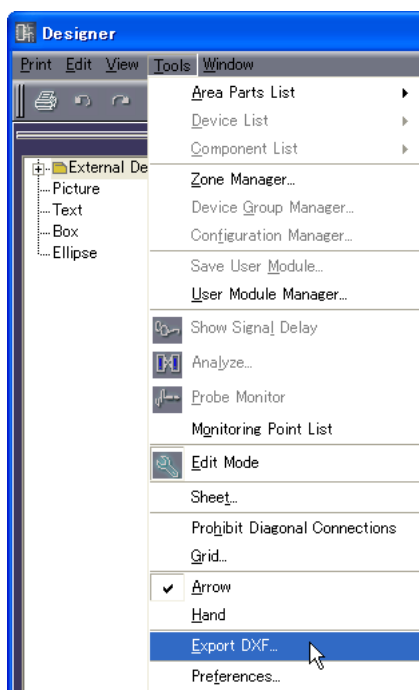 Designer
Print Edit View Tools Window
Area Parts List
Device List
Component List
External De
Picture
Text
Box
Ellipse
Zone Manager...
Device Group Manager...
Configuration Manager...
Save User Module...
User Module Manager...
Show Signal Delay
Analyze...
Probe Monitor
Monitoring Point List
Edit Mode
Sheet...
Prohibit Diagonal Connections
Grid...
Arrow
Hand
Export DXF...
Preferences...